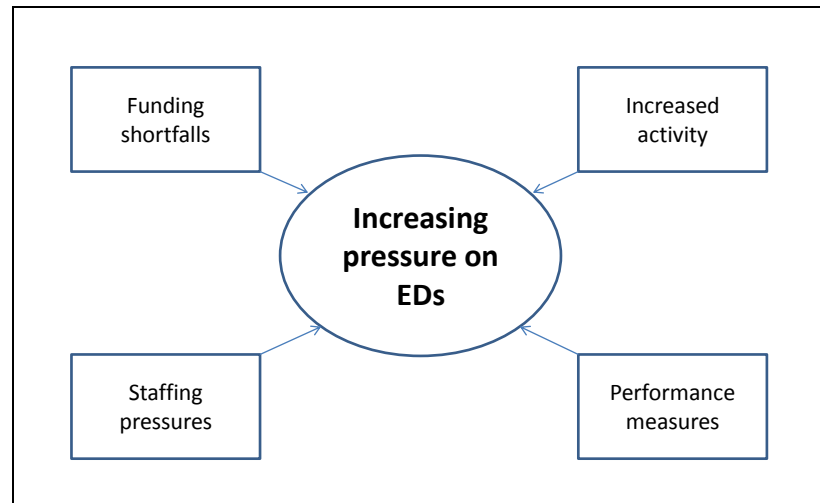 Funding
shortfalls
Increased
activity
Increasing
pressure on
EDs
Staffing
pressures
Performance
measures